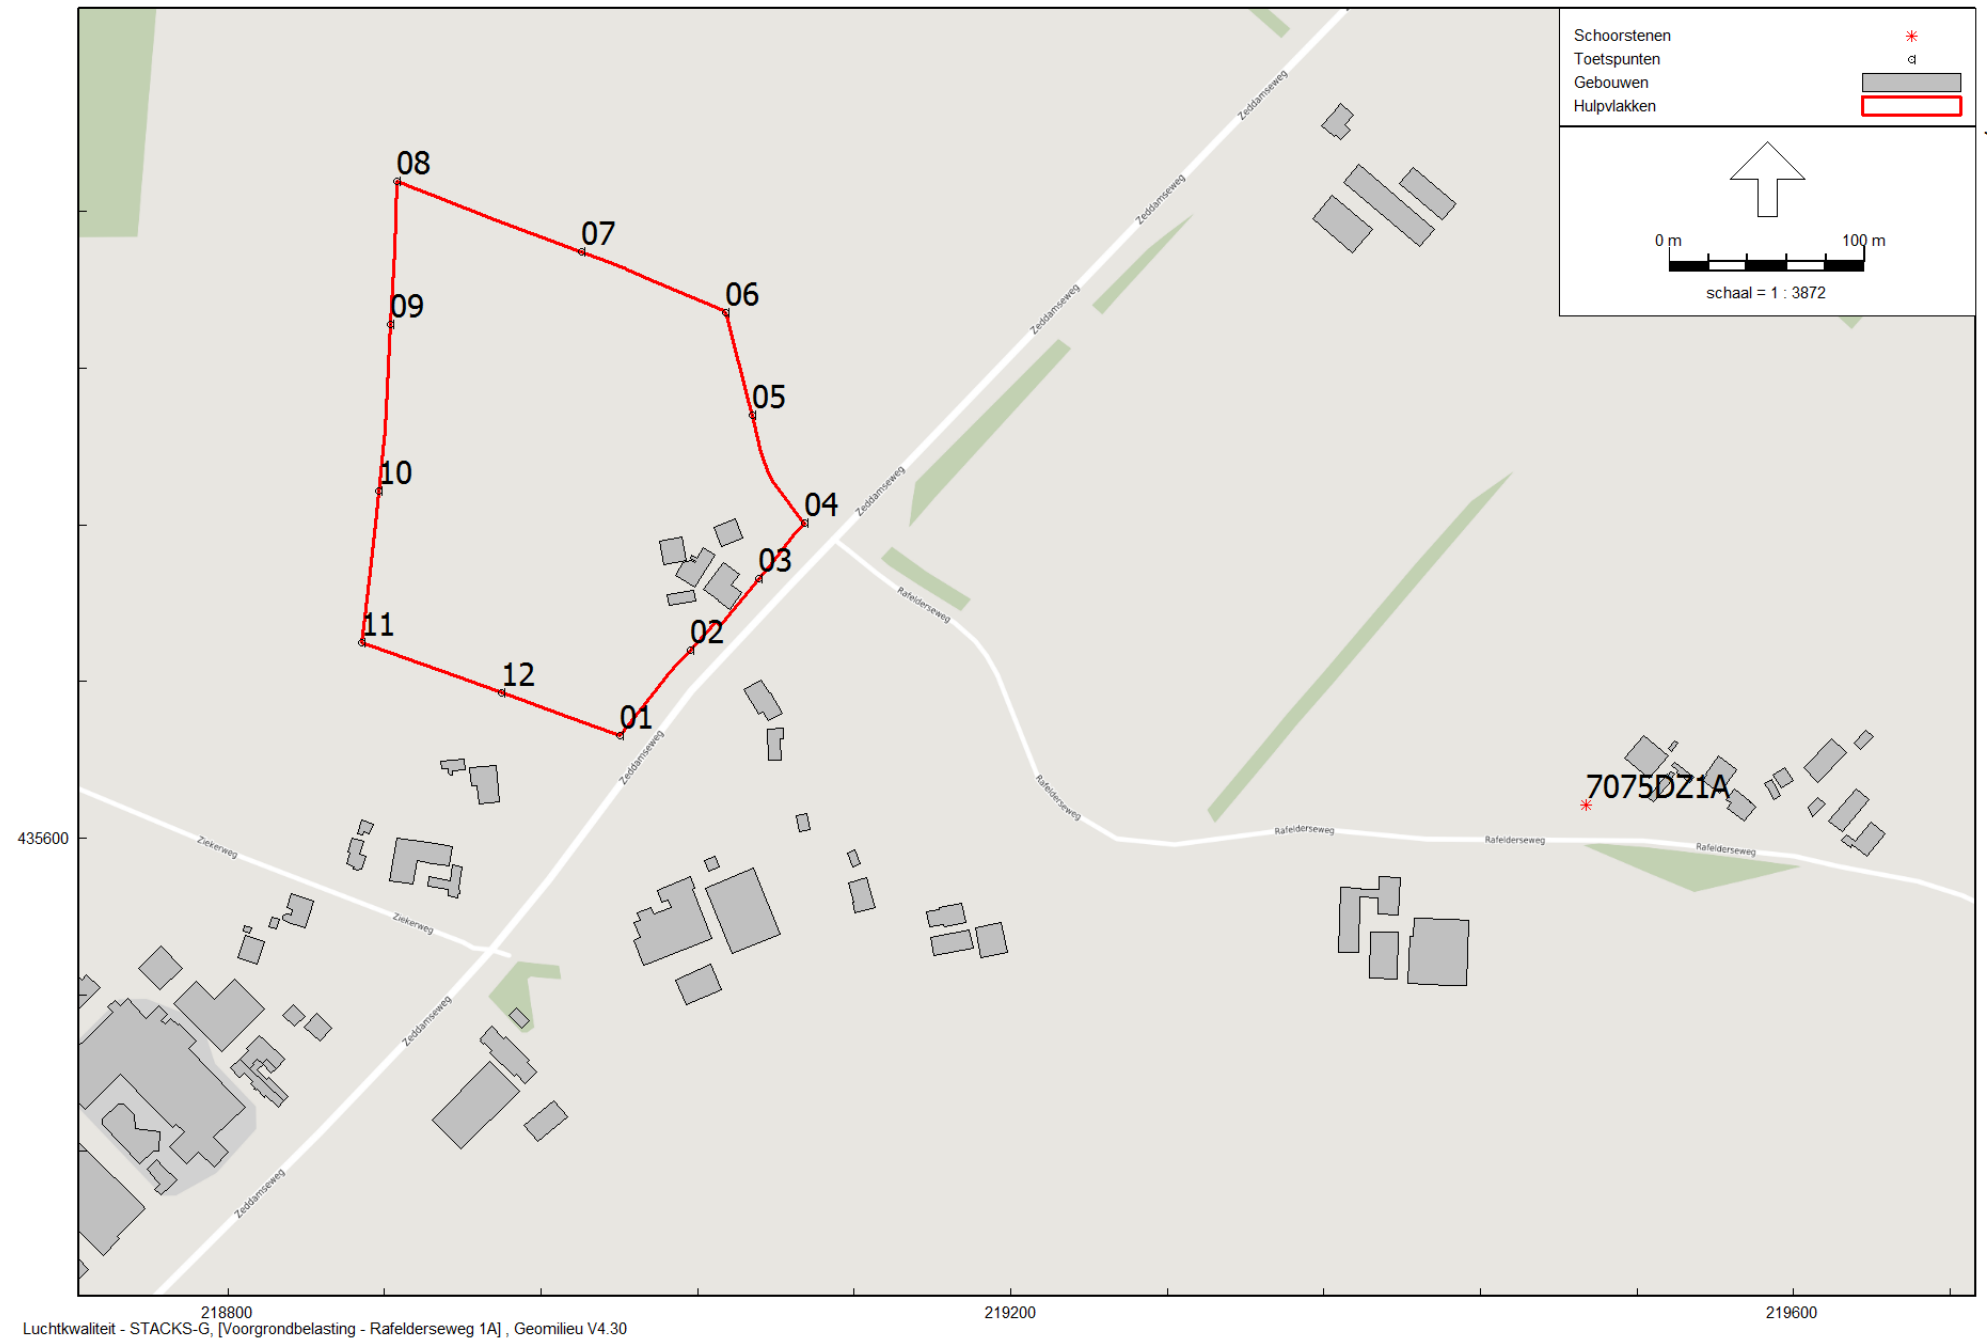 Schoorstenen
Toetspunten
Gebouwen
Hulpvlakken
0 m 100 m
schaal = 1 : 3872
Zeddamseweg
08
Zeddamseweg
07
06
Zeddamseweg
09
05
10
Zeddamseweg
04
03
Rafelderseweg
11
02
12
01
Zeddamseweg
Rafelderseweg
7075DZ1A
435600
Ziekerweg
Rafelderseweg
Rafelderseweg
Rafelderseweg
Ziekerweg
Zeddamseweg
Zeddamseweg
218800 219200 219600
Luchtkwaliteit - STACKS-G, [Voorgrondbelasting - Rafelderseweg 1A] , Geomilieu V4.30